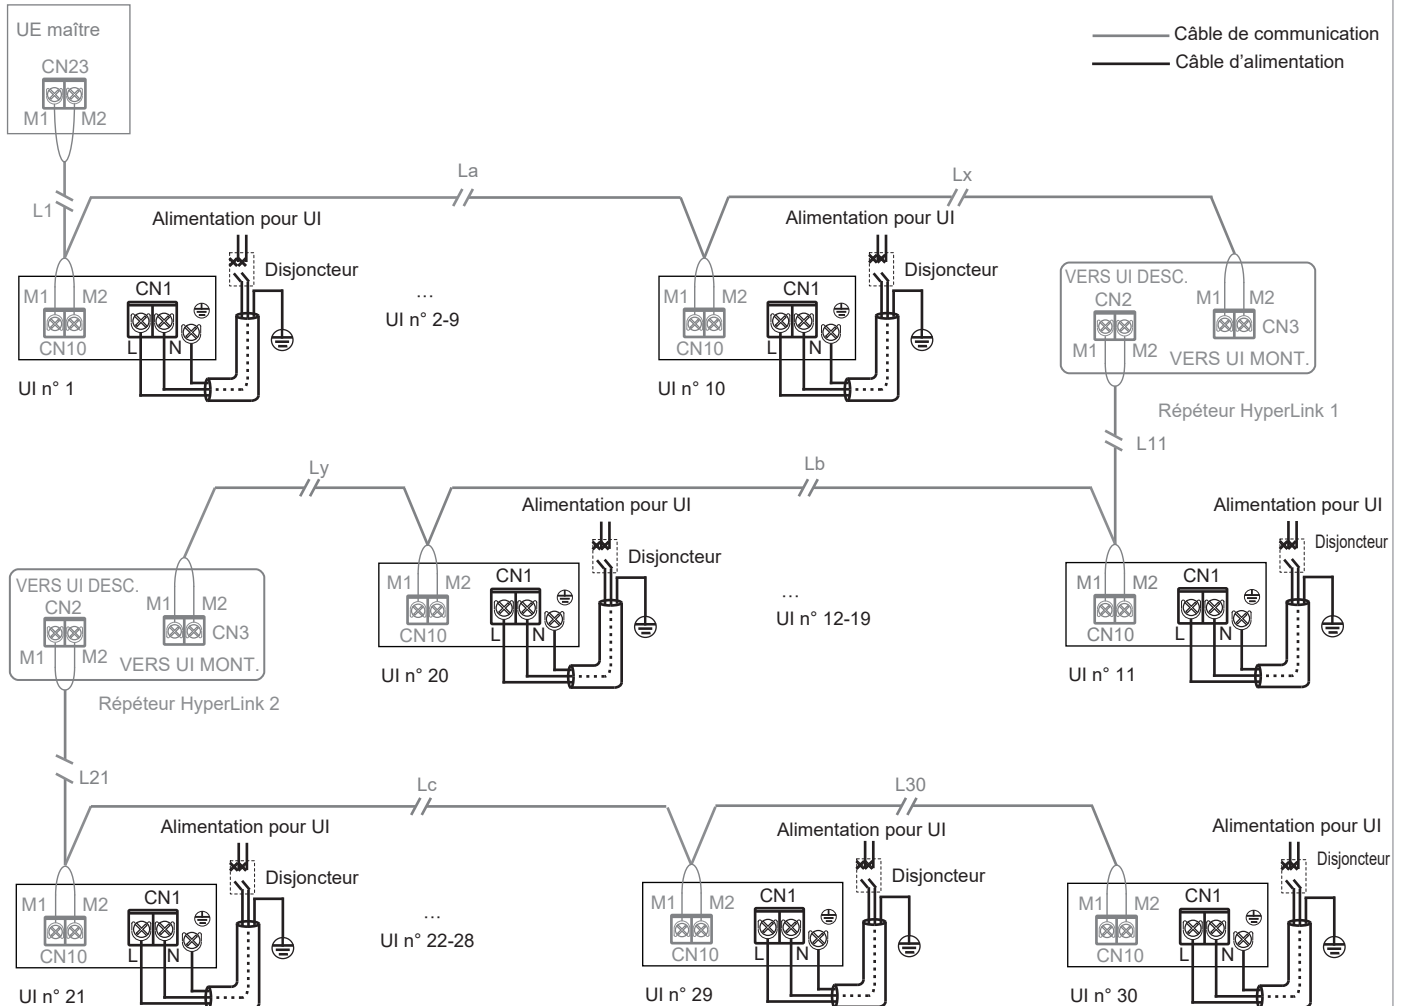 UE maître
CN23
M1 M2
Câble de communication
Câble d'alimentation
L1
La
Lx
Alimentation pour UI
Disjoncteur
M1 M2
CN1
CN10
L N
UI n° 1
...
UI n° 2-9
Alimentation pour UI
Disjoncteur
M1 M2
CN1
CN10
L N
UI n° 10
VERS UI DESC.
CN2
M1 M2
M1 M2
CN3
VERS UI MONT.
Répéteur HyperLink 1
L11
Ly
Lb
VERS UI DESC.
CN2
M1 M2
M1 M2
CN3
VERS UI MONT.
Répéteur HyperLink 2
Alimentation pour UI
Disjoncteur
M1 M2
CN1
CN10
L N
UI n° 20
...
UI n° 12-19
Alimentation pour UI
Disjoncteur
M1 M2
CN1
CN10
L N
UI n° 11
L21
Lc
L30
Alimentation pour UI
Disjoncteur
M1 M2
CN1
CN10
L N
UI n° 21
...
UI n° 22-28
Alimentation pour UI
Disjoncteur
M1 M2
CN1
CN10
L N
UI n° 29
Alimentation pour UI
Disjoncteur
M1 M2
CN1
CN10
L N
UI n° 30